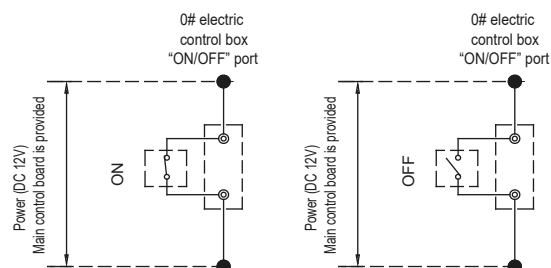 0# electric
control box
“ON/OFF” port
ON
Power (DC 12V)
Main control board is provided
0# electric
control box
“ON/OFF” port
OFF
Power (DC 12V)
Main control board is provided